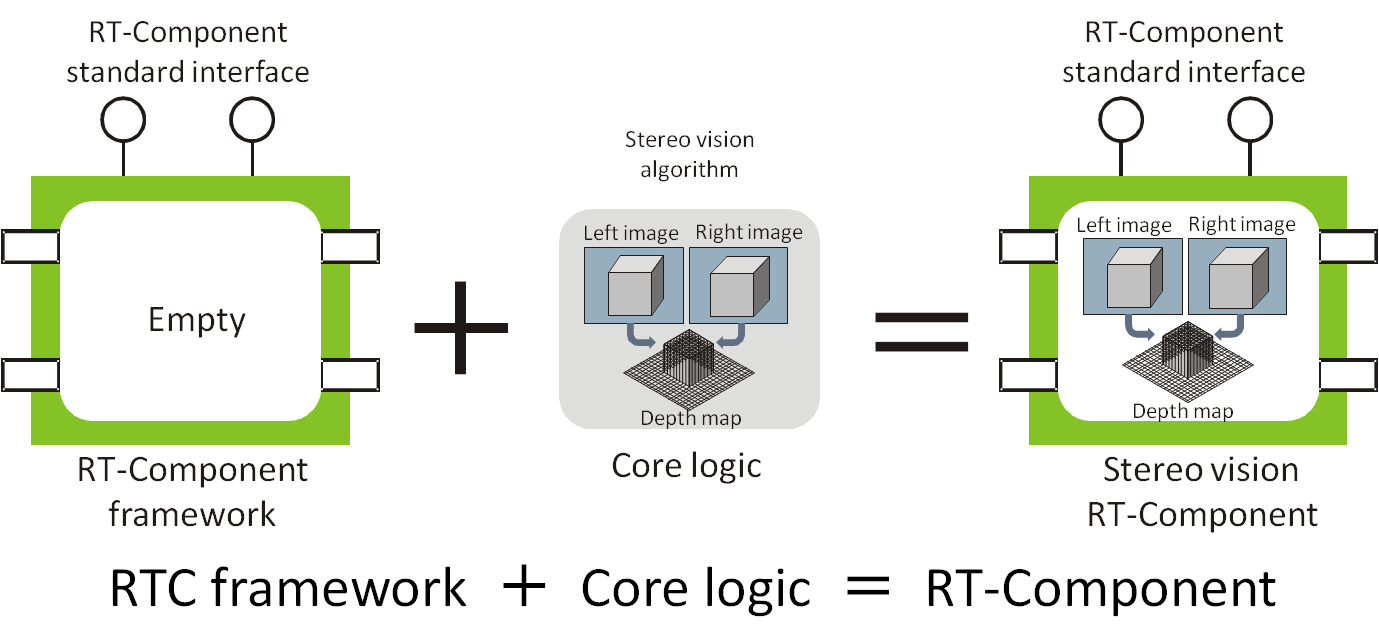 RT-Component
standard interface
Empty
RT-Component
framework
+
Stereo vision
algorithm
Left image
Right image
Depth map
Core logic
=
RT-Component
standard interface
Left image
Right image
Depth map
Stereo vision
RT-Component
RTC framework + Core logic = RT-Component